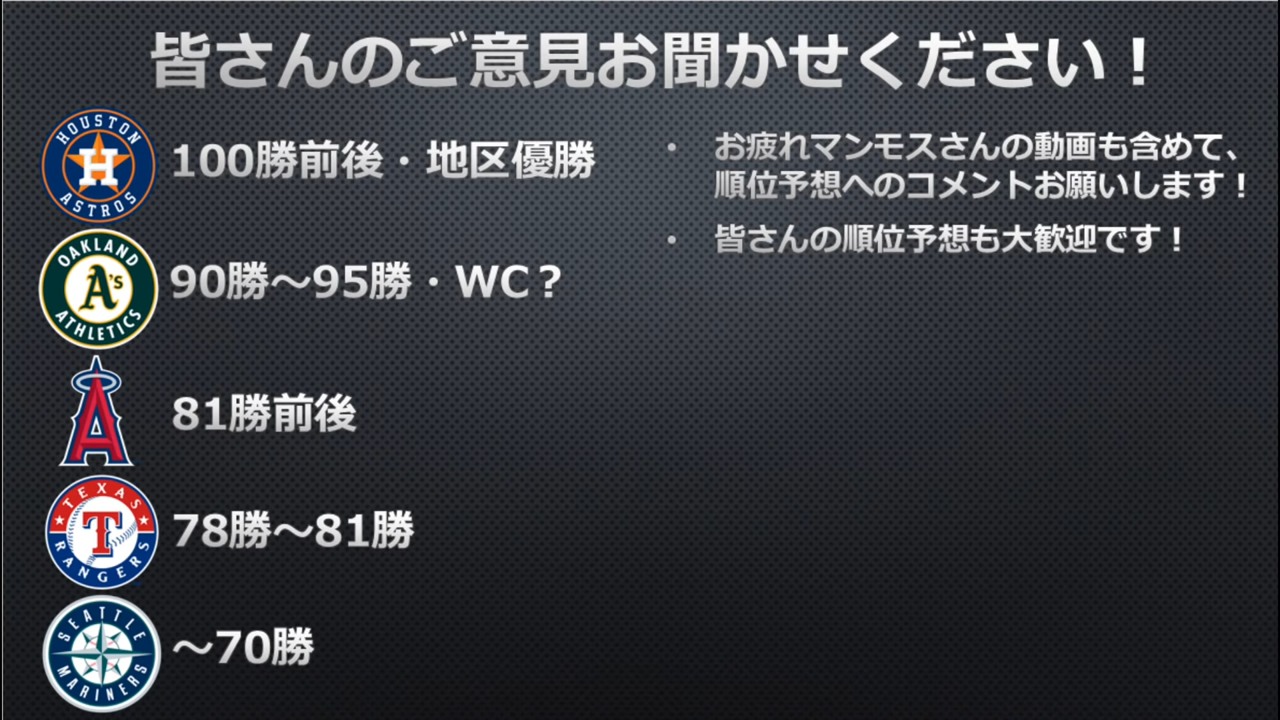 皆さんのご意見お聞かせください！
HOUSTON
H
ASTROS
100勝前後・地区優勝
OAKLAND
A's
ATHLETICS
90勝～95勝・WC？
A
81勝前後
TEXAS
T
RANGERS
78勝～81勝
SEATTLE
MARINERS
～70勝
・ お疲れマンモスさんの動画も含めて、
順位予想へのコメントお願いします！
・ 皆さんの順位予想も大歓迎です！